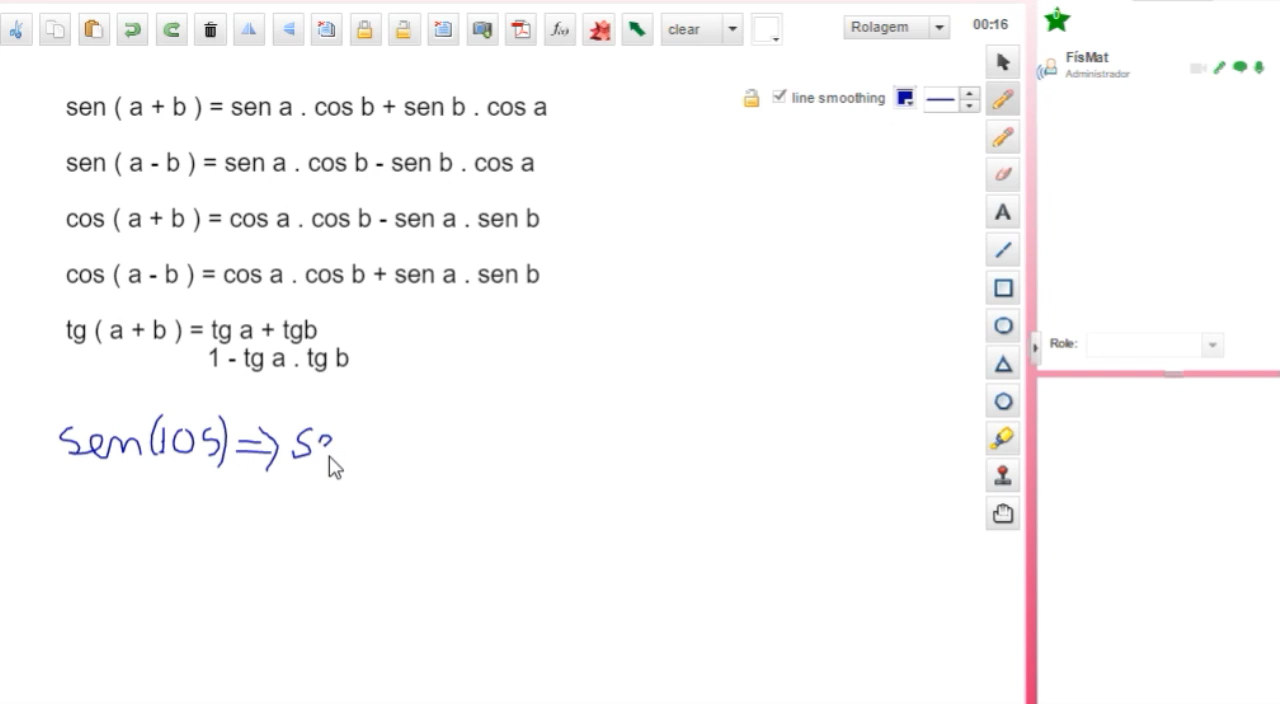 clear
Rolagem
00:16
FísMat
Administrador
line smoothing
sen ( a + b ) = sen a . cos b + sen b . cos a
sen ( a - b ) = sen a . cos b - sen b . cos a
cos ( a + b ) = cos a . cos b - sen a . sen b
cos ( a - b ) = cos a . cos b + sen a . sen b
tg ( a + b ) = tg a + tgb
1 - tg a . tg b
Role:
sen(105) => s